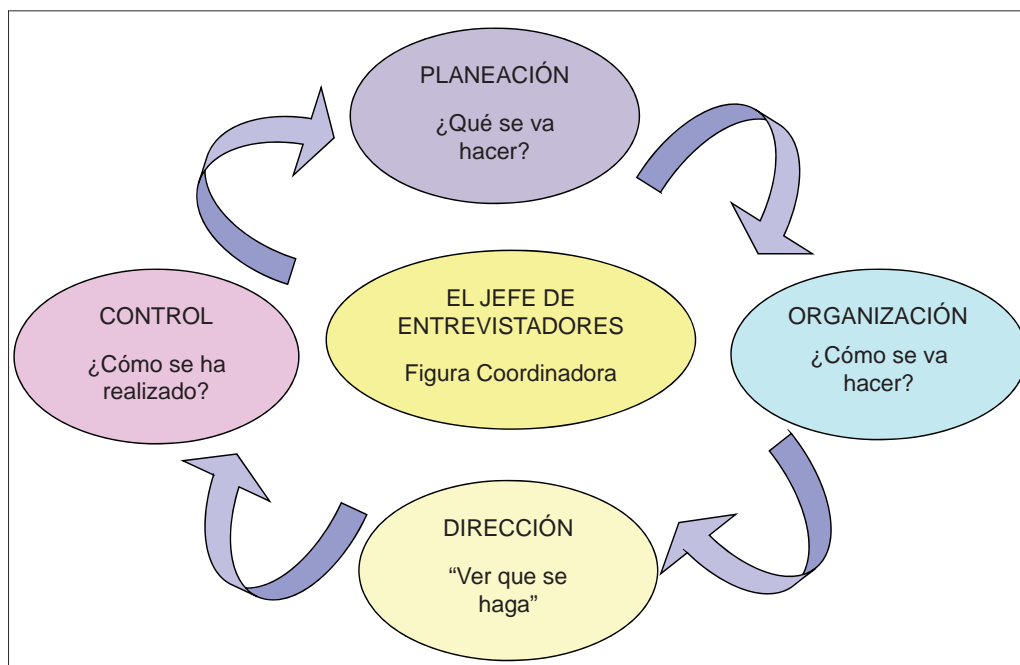 PLANEACIÓN
¿Qué se va
hacer?
EL JEFE DE
ENTREVISTADORES
Figura Coordinadora
CONTROL
¿Cómo se ha
realizado?
ORGANIZACIÓN
¿Cómo se va
hacer?
DIRECCIÓN
“Ver que se
haga”